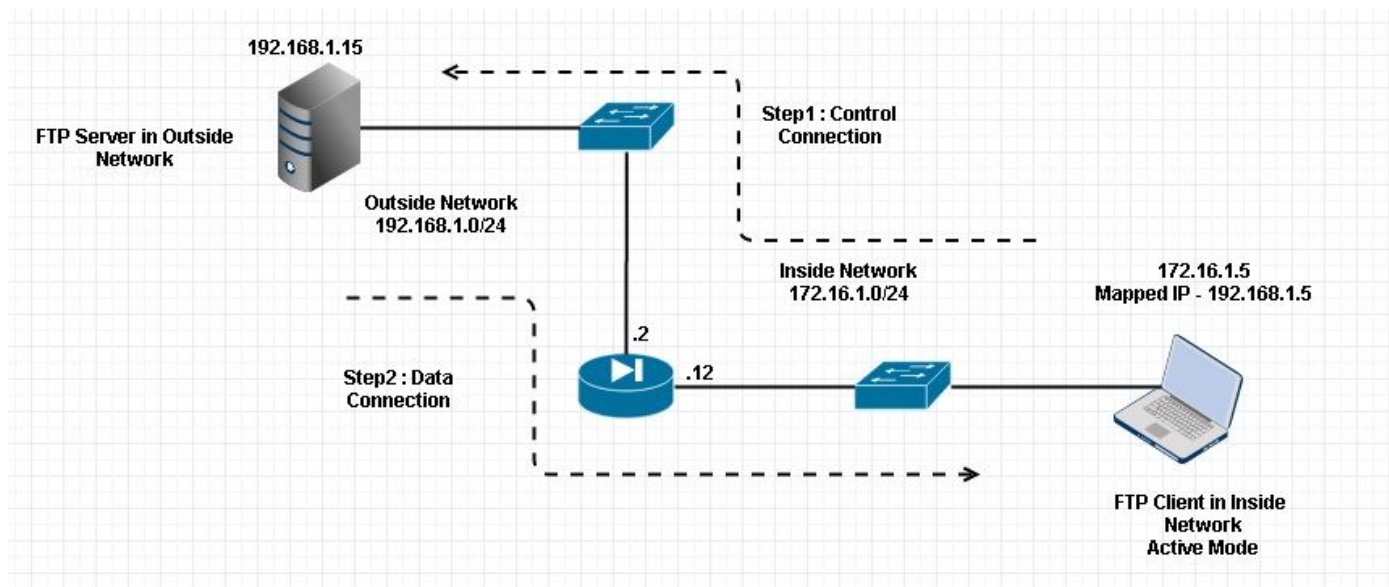 192.168.1.15
FTP Server in Outside
Network
Step1 : Control
Connection
Outside Network
192.168.1.0/24
Inside Network
172.16.1.0/24
172.16.1.5
Mapped IP - 192.168.1.5
.2
.12
Step2 : Data
Connection
FTP Client in Inside
Network
Active Mode